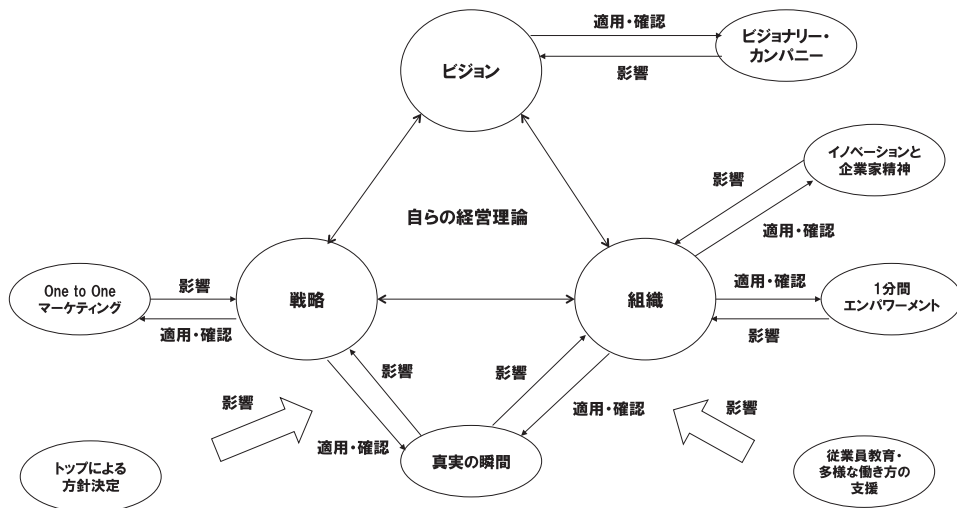 適用・確認
ビジョナリー・
カンパニー
ビジョン
影響
イノベーションと
企業家精神
影響
自らの経営理論
適用・確認
One to One
マーケティング
影響
適用・確認
戦略
組織
適用・確認
影響
1分間
エンパワーメント
影響
影響
影響
適用・確認
適用・確認
影響
トップによる
方針決定
真実の瞬間
従業員教育・
多様な働き方の
支援